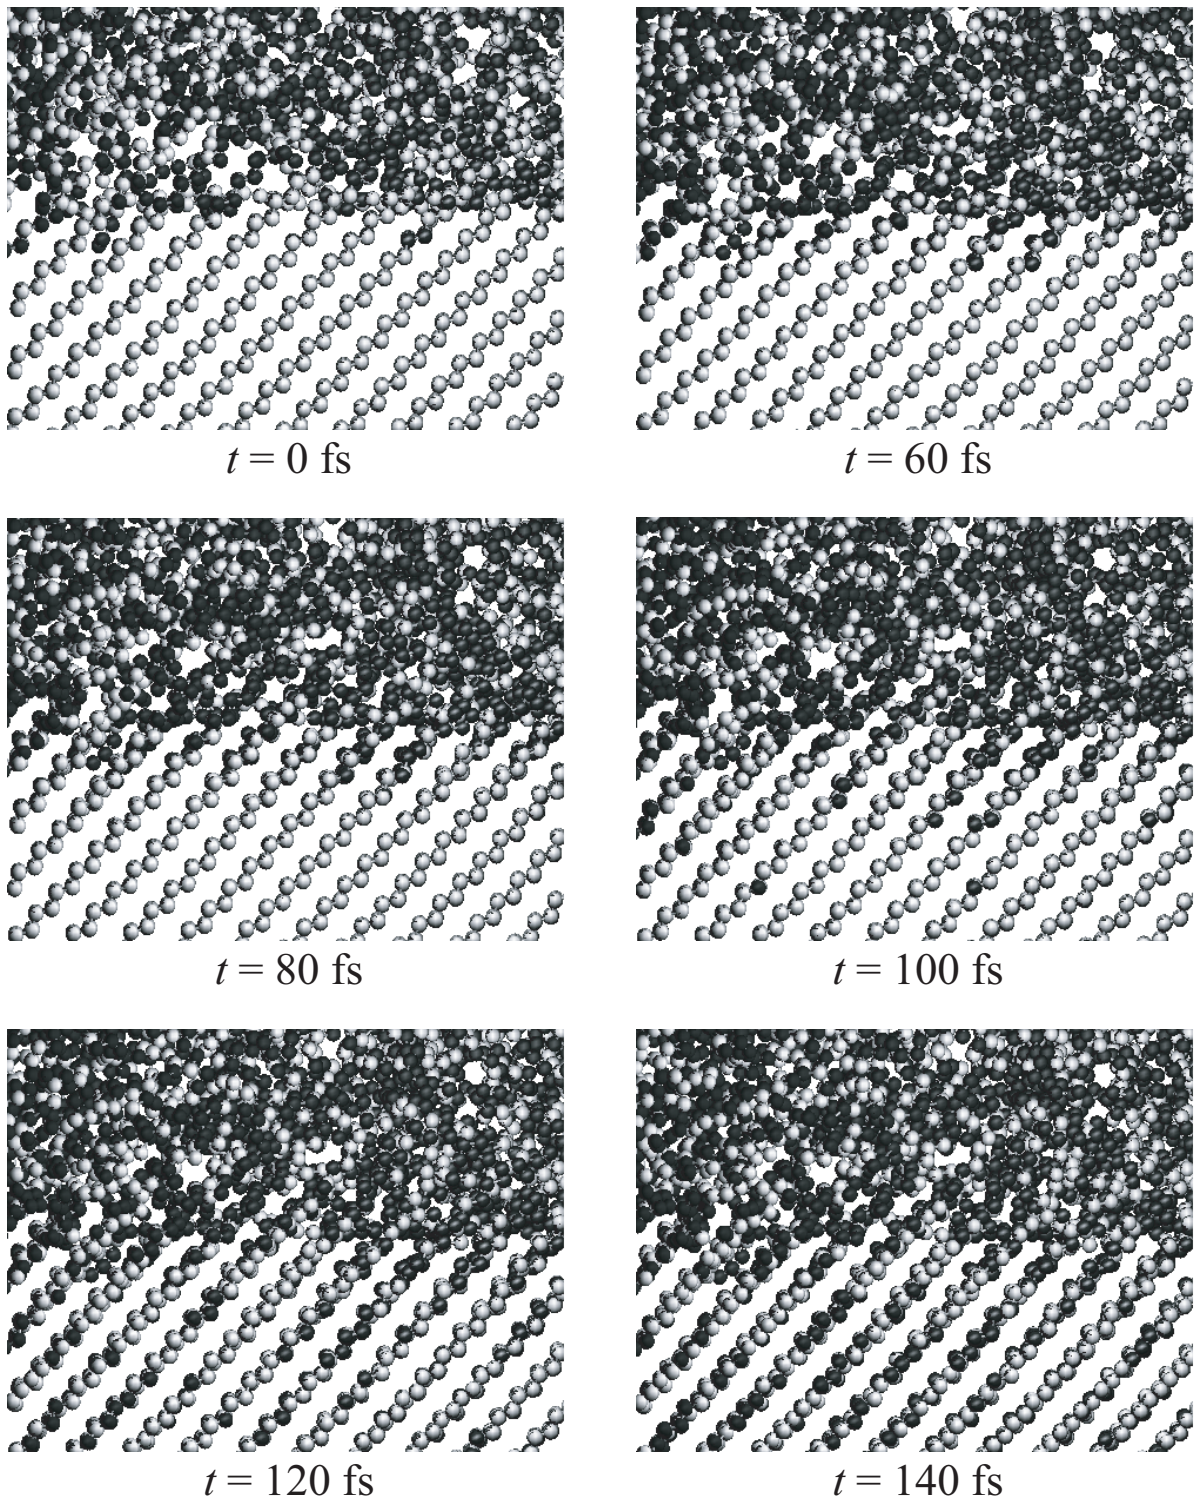 t = 0 fs
t = 60 fs
t = 80 fs
t = 100 fs
t = 120 fs
t = 140 fs